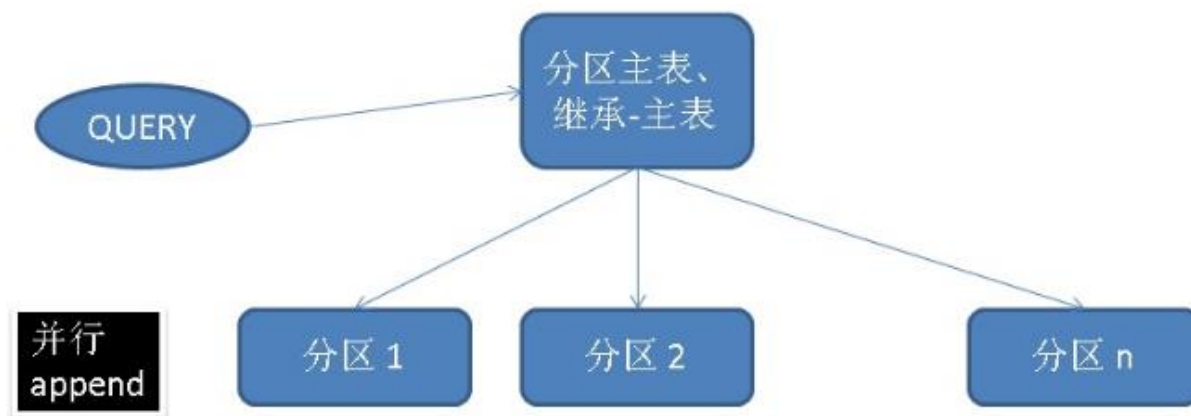 分区主表、
继承-主表
QUERY
并行
append
分区 1
分区 2
分区 n